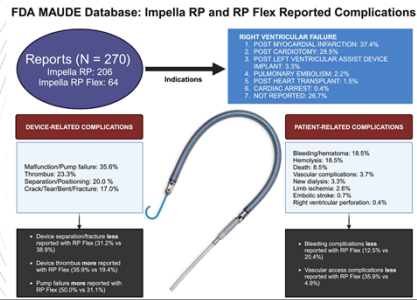 FDA MAUDE Database: Impella RP and RP Flex Reported Complications
Reports (N = 270)
Impella RP: 206
Impella RP Flex: 64
Indications
RIGHT VENTRICULAR FAILURE
1. POST MYOCARDIAL INFARCTION: 37.4%
2. POST CARDIOTOMY: 28.5%
3. POST LEFT VENTRICULAR ASSIST DEVICE
IMPLANT: 3.3%
4. PULMONARY EMBOLISM: 2.2%
5. POST HEART TRANSPLANT: 1.5%
6. CARDIAC ARREST: 0.4%
7. NOT REPORTED: 26.7%
DEVICE-RELATED COMPLICATIONS
Malfunction/Pump failure: 35.6%
Thrombus: 23.3%
Separation/Positioning: 20.0 %
Crack/Tear/Bent/Fracture: 17.0%
• Device separation/fracture less
reported with RP Flex (31.2% vs
38.9%)
• Device thrombus more reported
with RP Flex (35.9% vs 19.4%)
• Pump failure more reported with
RP Flex (50.0% vs 31.1%)
PATIENT-RELATED COMPLICATIONS
Bleeding/hematoma: 18.5%
Hemolysis: 18.5%
Death: 8.5%
Vascular complications: 3.7%
New dialysis: 3.3%
Limb ischemia: 2.6%
Embolic stroke: 0.7%
Right ventricular perforation: 0.4%
• Bleeding complications less
reported with RP Flex (12.5% vs
20.4%)
• Vascular access complications less
reported with RP Flex (35.9% vs
4.9%)